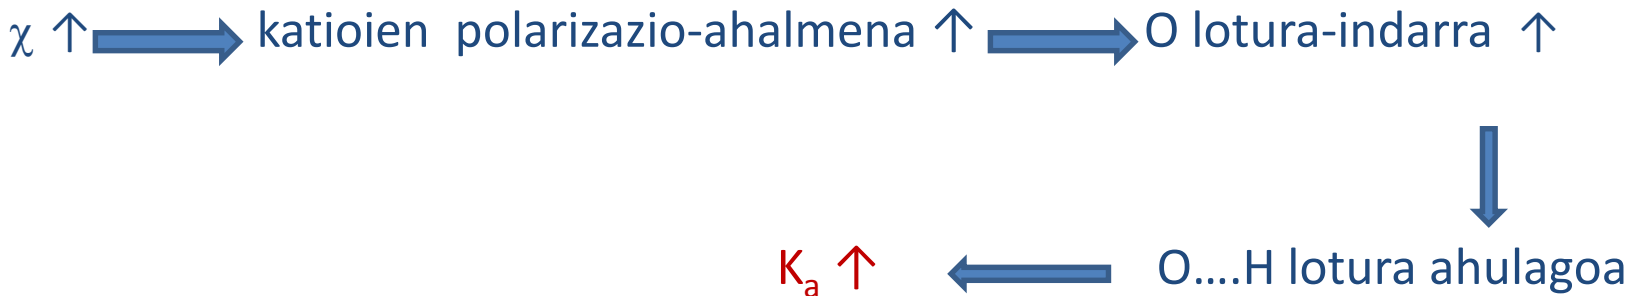 χ ↑ katioien polarizazio-ahalmena ↑ O lotura-indarra ↑
Kₐ ↑ O....H lotura ahulagoa